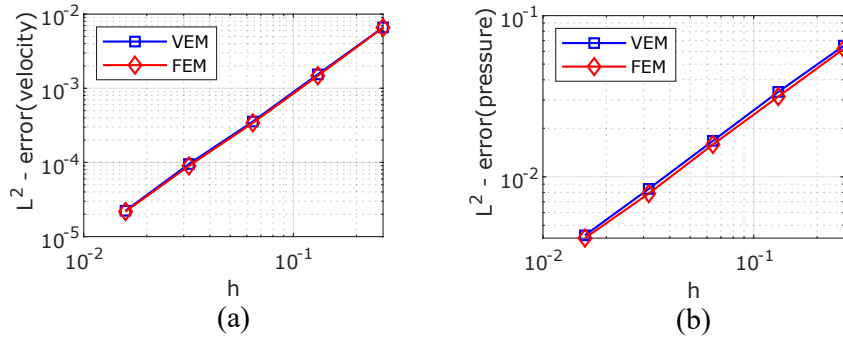 10^-2
10^-3
10^-4
10^-5
L^2 - error(velocity)
VEM
FEM
10^-2
10^-1
h
(a)
10^-1
10^-2
L^2 - error(pressure)
VEM
FEM
10^-2
10^-1
h
(b)